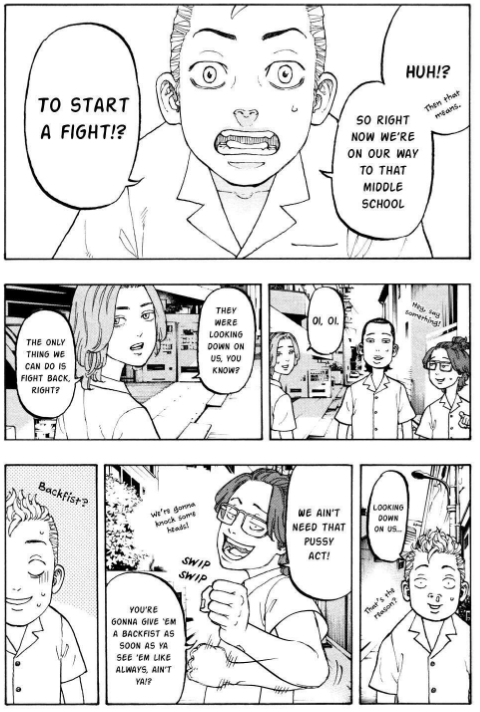 HUH!?
Then that
means.
SO RIGHT
NOW WE'RE
ON OUR WAY
TO THAT
MIDDLE
SCHOOL
TO START
A FIGHT!?
Hey, say
something!
OI, OI.
THEY
WERE
LOOKING
DOWN ON
US, YOU
KNOW?
THE ONLY
THING WE
CAN DO IS
FIGHT BACK,
RIGHT?
LOOKING
DOWN
ON US...
That's the
reason?
WE AIN'T
NEED THAT
PUSSY
ACT!
We're gonna
knock some
heads!
SWIP
SWIP
YOU'RE
GONNA GIVE 'EM
A BACKFIST AS
SOON AS YA
SEE 'EM LIKE
ALWAYS, AIN'T
YA!?
Backfist?